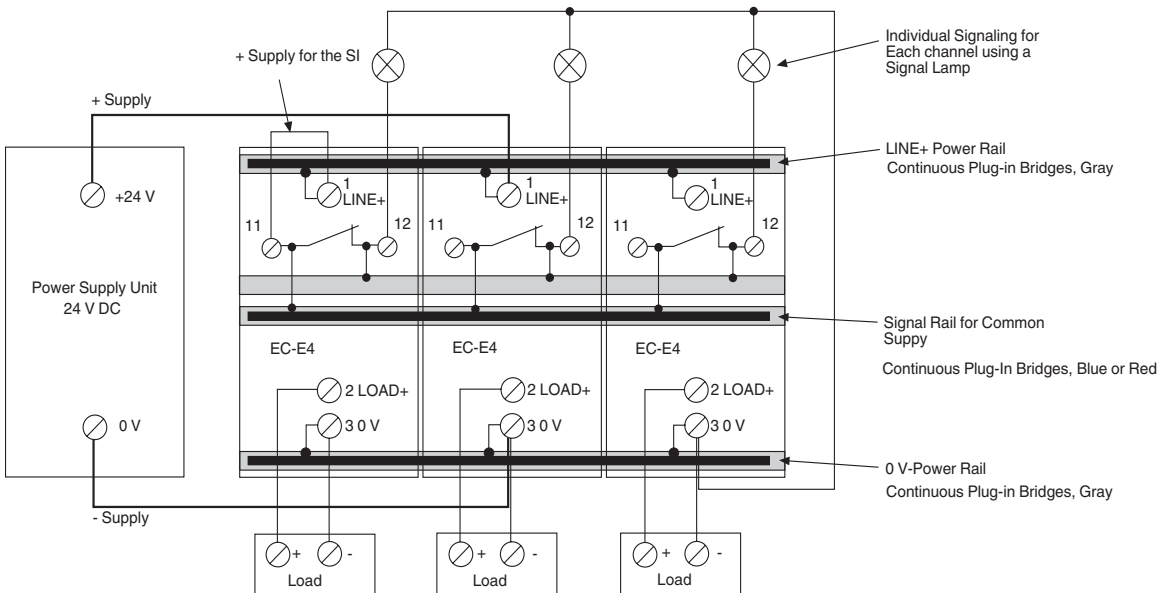 Individual Signaling for
Each channel using a
Signal Lamp
+ Supply for the SI
+ Supply
LINE+ Power Rail
Continuous Plug-in Bridges, Gray
+24 V
1
LINE+
1
LINE+
1
LINE+
11
12
11
12
11
12
Power Supply Unit
24 V DC
Signal Rail for Common
Suppy
Continuous Plug-In Bridges, Blue or Red
EC-E4
EC-E4
EC-E4
2 LOAD+
2 LOAD+
2 LOAD+
0 V
3 0 V
3 0 V
3 0 V
0 V-Power Rail
Continuous Plug-in Bridges, Gray
- Supply
+ -
Load
+ -
Load
+ -
Load